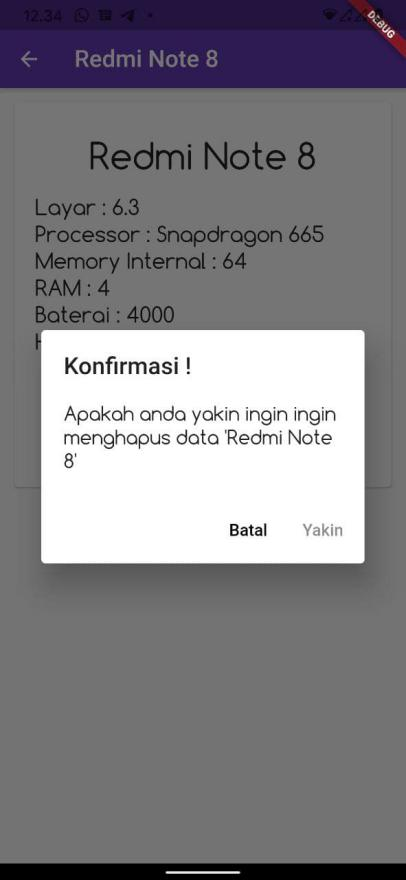 12.34
DEBUG
Redmi Note 8
Redmi Note 8
Layar : 6.3
Processor : Snapdragon 665
Memory Internal : 64
RAM : 4
Baterai : 4000
Konfirmasi !
Apakah anda yakin ingin ingin
menghapus data 'Redmi Note
8'
Batal Yakin